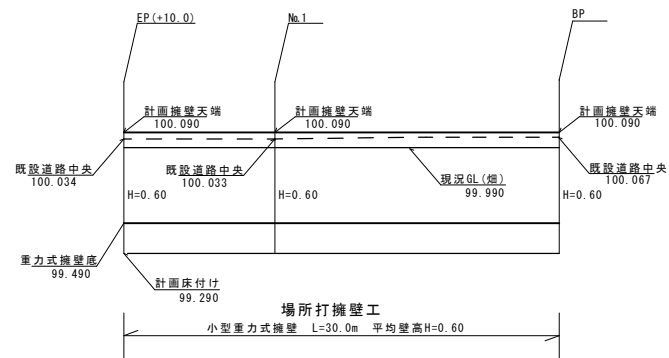 EP(+10.0)
No.1
BP
計画擁壁天端
100.090
計画擁壁天端
100.090
計画擁壁天端
100.090
既設道路中央
100.034
既設道路中央
100.033
現況GL(畑)
99.990
既設道路中央
100.067
H=0.60
H=0.60
H=0.60
重力式擁壁底
99.490
計画床付け
99.290
場所打擁壁工
小型重力式擁壁 L=30.0m 平均壁高H=0.60